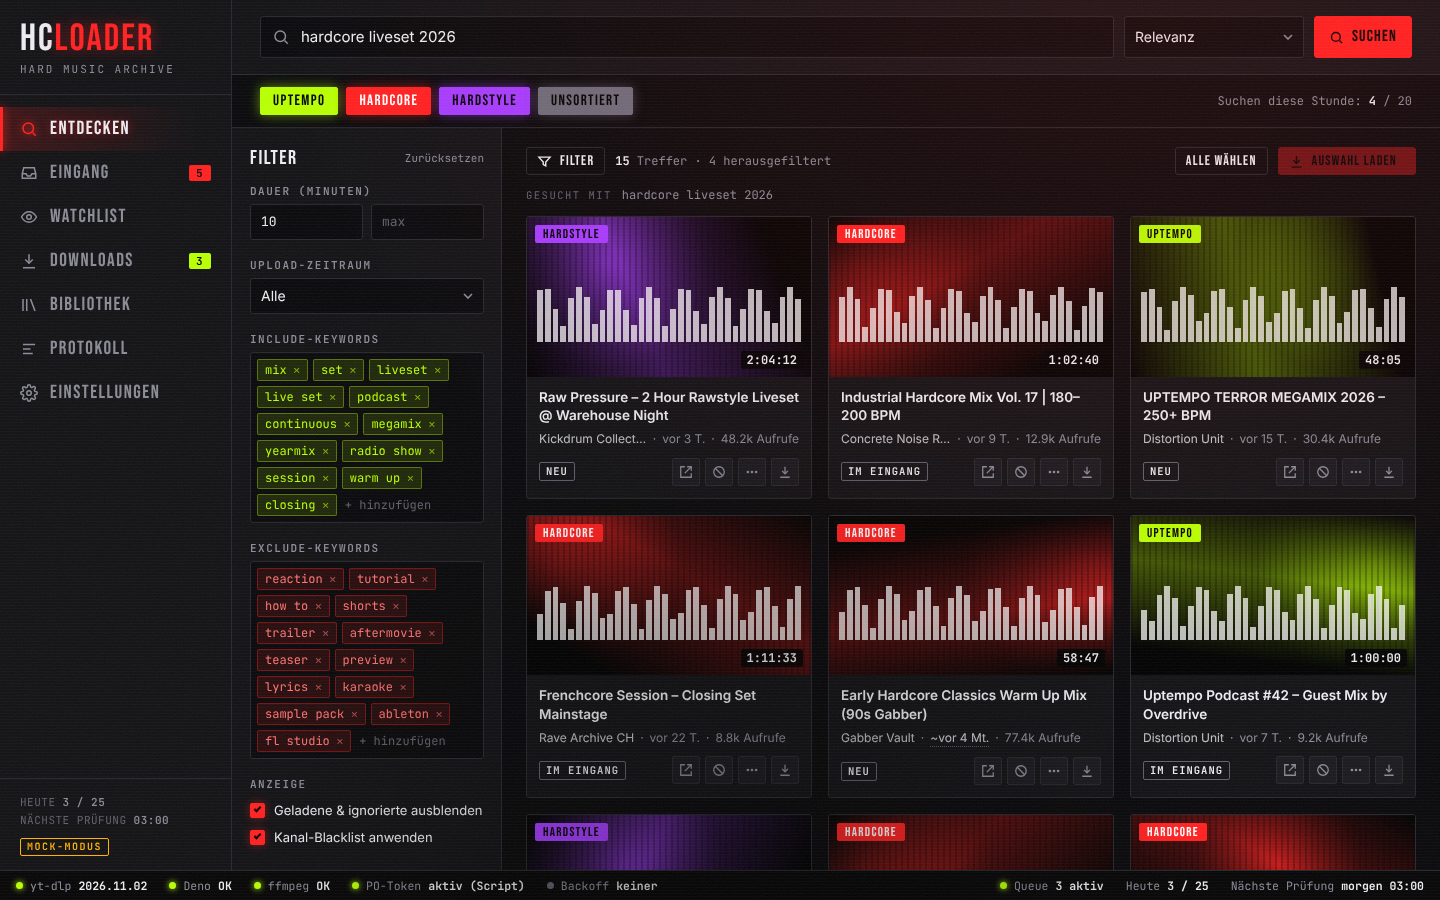 HCLOADER
HARD MUSIC ARCHIVE
ENTDECKEN
EINGANG 5
WATCHLIST
DOWNLOADS 3
BIBLIOTHEK
PROTOKOLL
EINSTELLUNGEN
HEUTE 3 / 25
NÄCHSTE PRÜFUNG 03:00
MOCK-MODUS
hardcore liveset 2026
Relevanz
SUCHEN
UPTEMPO HARDCORE HARDSTYLE UNSORTIERT
Suchen diese Stunde: 4 / 20
FILTER Zurücksetzen
DAUER (MINUTEN)
10 max
UPLOAD-ZEITRAUM
Alle
INCLUDE-KEYWORDS
mix × set × liveset ×
live set × podcast ×
continuous × megamix ×
yearmix × radio show ×
session × warm up ×
closing × + hinzufügen
EXCLUDE-KEYWORDS
reaction × tutorial ×
how to × shorts ×
trailer × aftermovie ×
teaser × preview ×
lyrics × karaoke ×
sample pack × ableton ×
fl studio × + hinzufügen
ANZEIGE
Geladene & ignorierte ausblenden
Kanal-Blacklist anwenden
FILTER 15 Treffer · 4 herausgefiltert
ALLE WÄHLEN AUSWAHL LADEN
GESUCHT MIT hardcore liveset 2026
HARDSTYLE
2:04:12
Raw Pressure – 2 Hour Rawstyle Liveset
@ Warehouse Night
Kickdrum Collect... · vor 3 T. · 48.2k Aufrufe
NEU
HARDCORE
1:02:40
Industrial Hardcore Mix Vol. 17 | 180–
200 BPM
Concrete Noise R... · vor 9 T. · 12.9k Aufrufe
IM EINGANG
UPTEMPO
48:05
UPTEMPO TERROR MEGAMIX 2026 –
250+ BPM
Distortion Unit · vor 15 T. · 30.4k Aufrufe
NEU
HARDCORE
1:11:33
Frenchcore Session – Closing Set
Mainstage
Rave Archive CH · vor 22 T. · 8.8k Aufrufe
IM EINGANG
HARDCORE
58:47
Early Hardcore Classics Warm Up Mix
(90s Gabber)
Gabber Vault · ~vor 4 Mt. · 77.4k Aufrufe
NEU
UPTEMPO
1:00:00
Uptempo Podcast #42 – Guest Mix by
Overdrive
Distortion Unit · vor 7 T. · 9.2k Aufrufe
IM EINGANG
HARDSTYLE
HARDCORE
HARDCORE
yt-dlp 2026.11.02 Deno OK ffmpeg OK PO-Token aktiv (Script) Backoff keiner
Queue 3 aktiv Heute 3 / 25 Nächste Prüfung morgen 03:00